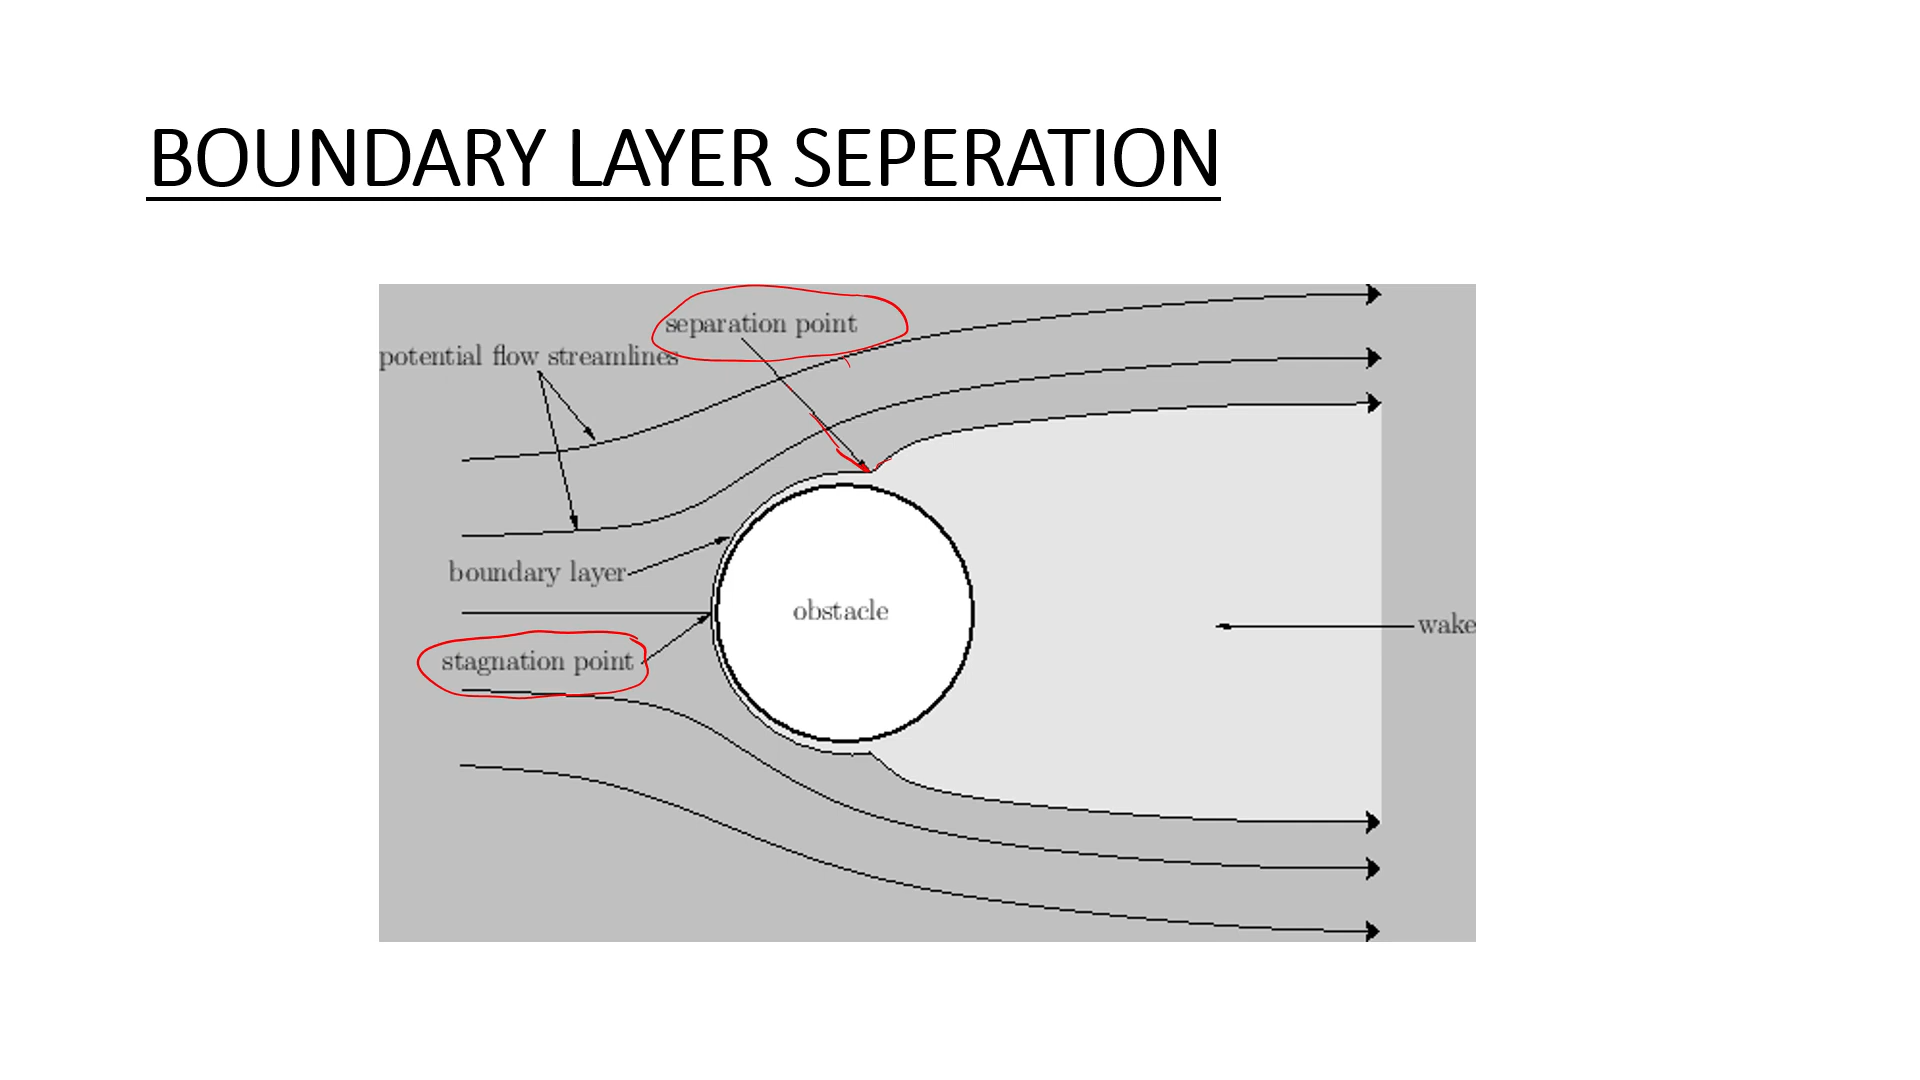 BOUNDARY LAYER SEPERATION
separation point
potential flow streamlines
boundary layer
obstacle
wake
stagnation point